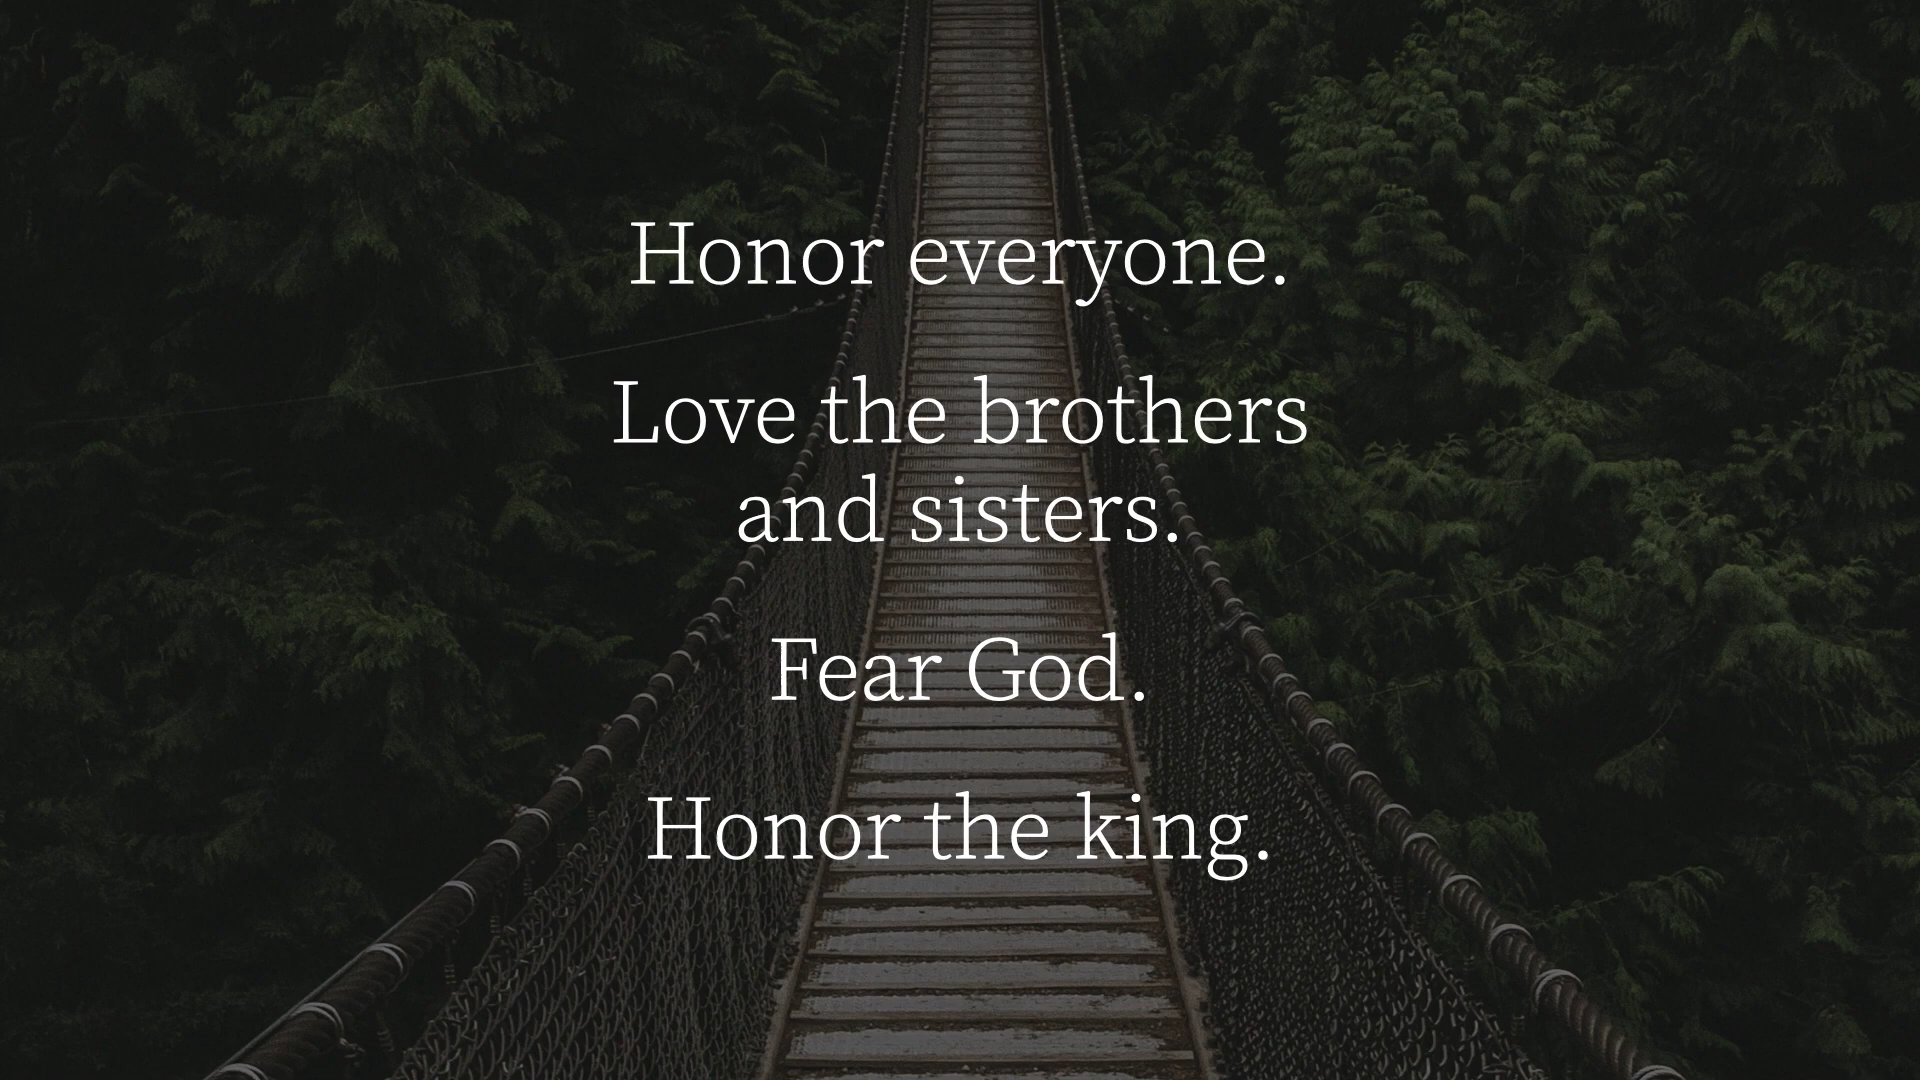 Honor everyone.
Love the brothers
and sisters.
Fear God.
Honor the king.